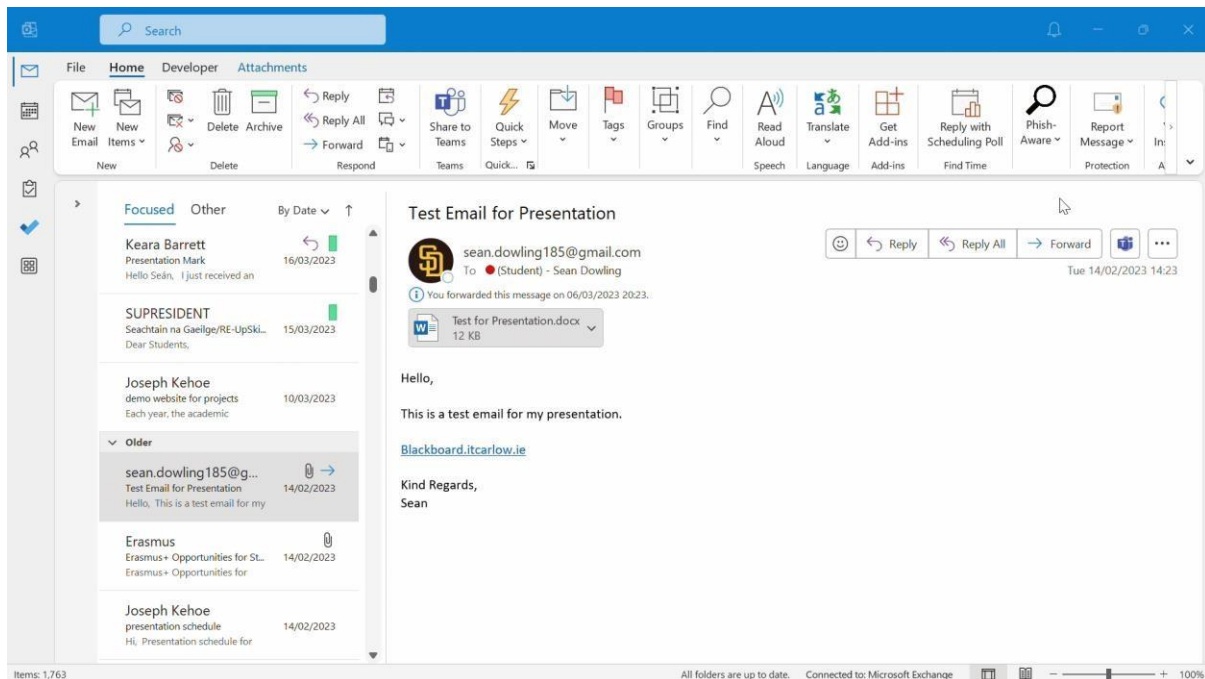 Search
File Home Developer Attachments
New Email
New Items
Delete
Archive
Reply
Reply All
Forward
Share to Teams
Quick Steps
Move
Tags
Groups
Find
Read Aloud
Translate
Get Add-ins
Reply with Scheduling Poll
Phish-Aware
Report Message
In:
New Delete Respond Teams Quick... Speech Language Add-ins Find Time Protection A
Focused Other By Date
Keara Barrett
Presentation Mark 16/03/2023
Hello Seán, I just received an
SUPRESIDENT
Seachtain na Gaeilge/RE-UpSki... 15/03/2023
Dear Students,
Joseph Kehoe
demo website for projects 10/03/2023
Each year, the academic
Older
sean.dowling185@g...
Test Email for Presentation 14/02/2023
Hello, This is a test email for my
Erasmus
Erasmus+ Opportunities for St... 14/02/2023
Erasmus+ Opportunities for
Joseph Kehoe
presentation schedule 14/02/2023
Hi, Presentation schedule for
Test Email for Presentation
SD
sean.dowling185@gmail.com
To (Student) - Sean Dowling
Reply Reply All Forward
Tue 14/02/2023 14:23
You forwarded this message on 06/03/2023 20:23.
Test for Presentation.docx
12 KB
Hello,
This is a test email for my presentation.
Blackboard.itcarlow.ie
Kind Regards,
Sean
Items: 1,763 All folders are up to date. Connected to: Microsoft Exchange 100%